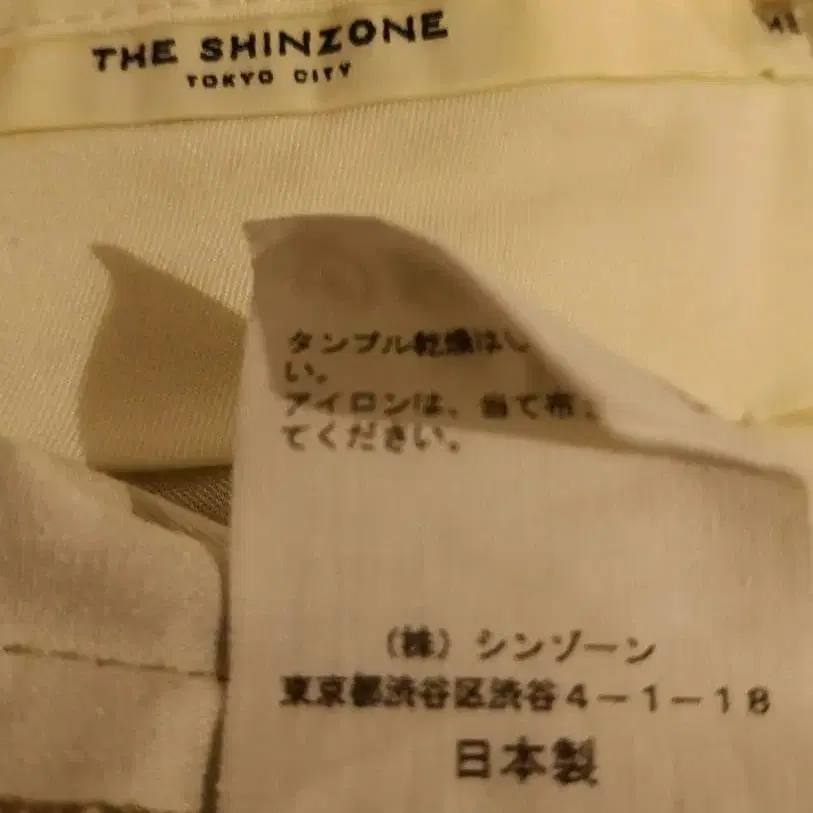 THE SHINZONE
TOKYO CITY
タンブル乾燥はし
い。
アイロンは、当て布
てください。
（株）シンゾーン
東京都渋谷区渋谷４－１－１８
日本製